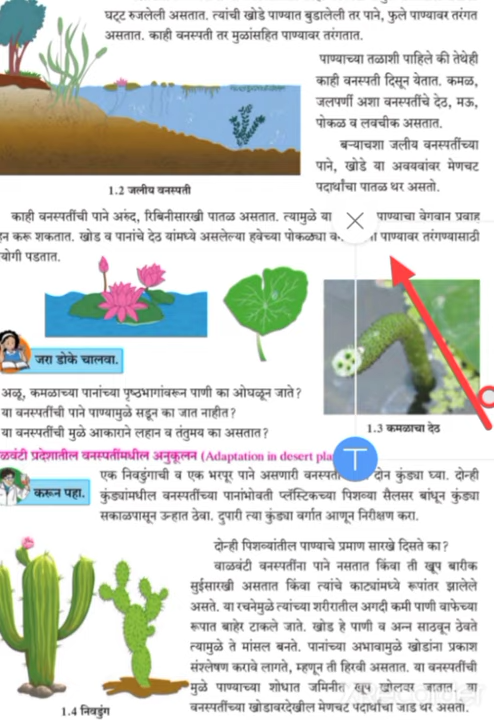 घट्ट रूजलेली असतात. त्यांची खोडे पाण्यात बुडालेली तर पाने, फुले पाण्यावर तरंगत
असतात. काही वनस्पती तर मुळांसहित पाण्यावर तरंगतात.
पाण्याच्या तळाशी पाहिले की तेथेही
काही वनस्पती दिसून येतात. कमळ,
जलपर्णी अशा वनस्पतींचे देठ, मऊ,
पोकळ व लवचीक असतात.
बऱ्याचशा जलीय वनस्पतींच्या
पाने, खोडे या अवयवांवर मेणचट
पदार्थांचा पातळ थर असतो.
1.2 जलीय वनस्पती
काही वनस्पतींची पाने अरुंद, रिबिनीसारखी पातळ असतात. त्यामुळे या पाण्याचा वेगवान प्रवाह
हन करू शकतात. खोड व पानांचे देठ यांमध्ये असलेल्या हवेच्या पोकळ्या पाण्यावर तरंगण्यासाठी
योगी पडतात.
जरा डोके चालवा.
अळू, कमळाच्या पानांच्या पृष्ठभागांवरून पाणी का ओघळून जाते ?
या वनस्पतींची पाने पाण्यामुळे सडून का जात नाहीत ?
या वनस्पतींची मुळे आकाराने लहान व तंतुमय का असतात ?
1.3 कमळाचा देठ
ळवंटी प्रदेशातील वनस्पतींमधील अनुकूलन (Adaptation in desert pla
T
करून पहा.
एक निवडुंगाची व एक भरपूर पाने असणारी वनस्पती दोन कुंड्या घ्या. दोन्ही
कुंड्यांमधील वनस्पतींच्या पानांभोवती प्लॅस्टिकच्या पिशव्या सैलसर बांधून कुंड्या
सकाळपासून उन्हात ठेवा. दुपारी त्या कुंड्या वर्गात आणून निरीक्षण करा.
दोन्ही पिशव्यांतील पाण्याचे प्रमाण सारखे दिसते का ?
वाळवंटी वनस्पतींना पाने नसतात किंवा ती खूप बारीक
सुईसारखी असतात किंवा त्यांचे काट्यांमध्ये रूपांतर झालेले
असते. या रचनेमुळे त्यांच्या शरीरातील अगदी कमी पाणी वाफेच्या
रूपात बाहेर टाकले जाते. खोड हे पाणी व अन्न साठवून ठेवते
त्यामुळे ते मांसल बनते. पानांच्या अभावामुळे खोडांना प्रकाश
संश्लेषण करावे लागते, म्हणून ती हिरवी असतात. या वनस्पतींची
मुळे पाण्याच्या शोधात जमिनीत खूप खोलवर जातात. या
वनस्पतींच्या खोडावरदेखील मेणचट पदार्थाचा जाड थर असतो.
1.4 निवडुंग